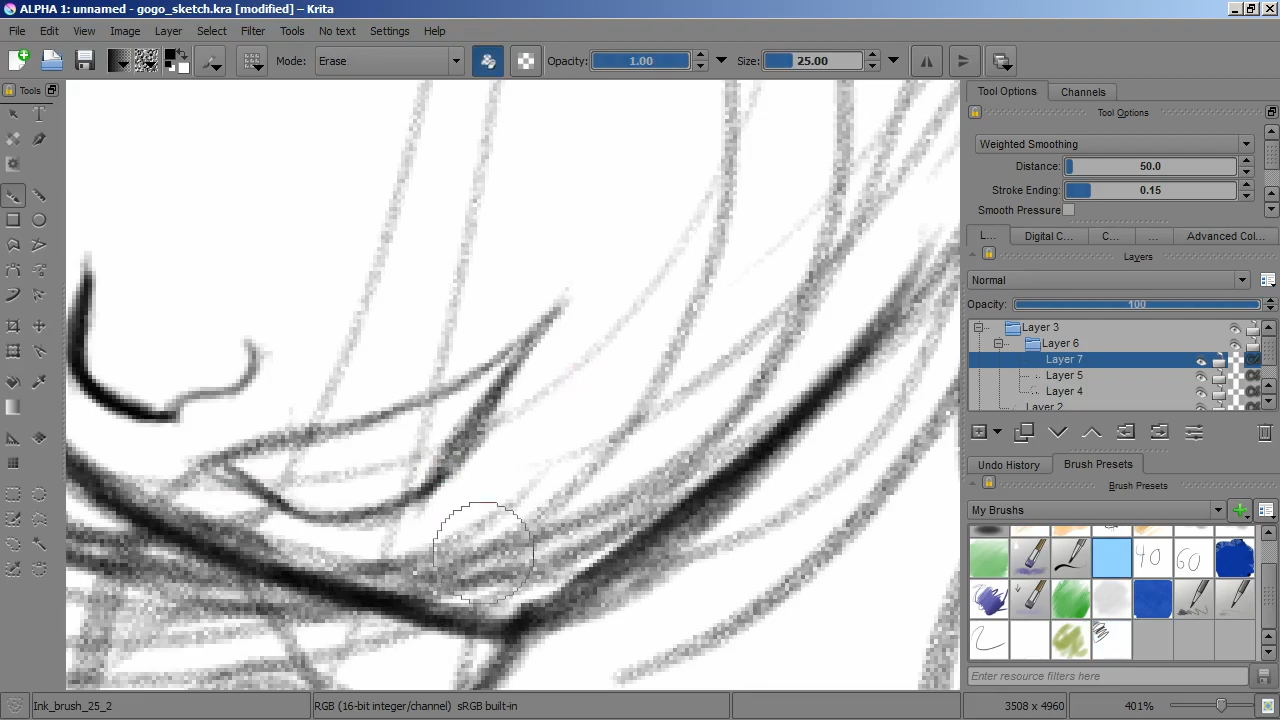 ALPHA 1: unnamed - gogo_sketch.kra [modified] – Krita
File Edit View Image Layer Select Filter Tools No text Settings Help
Mode: Erase Opacity: 1.00 Size: 25.00
Tools
Tool Options Channels
Tool Options
Weighted Smoothing
Distance: 50.0
Stroke Ending: 0.15
Smooth Pressure
L... Digital C... C... ... Advanced Col...
Layers
Normal
Opacity: 100
Layer 3
Layer 6
Layer 7
Layer 5
Layer 4
Layer 2
Undo History Brush Presets
Brush Presets
My Brushes
40 60
Enter resource filters here
Ink_brush_25_2 RGB (16-bit integer/channel) sRGB built-in 3508 x 4960 401%